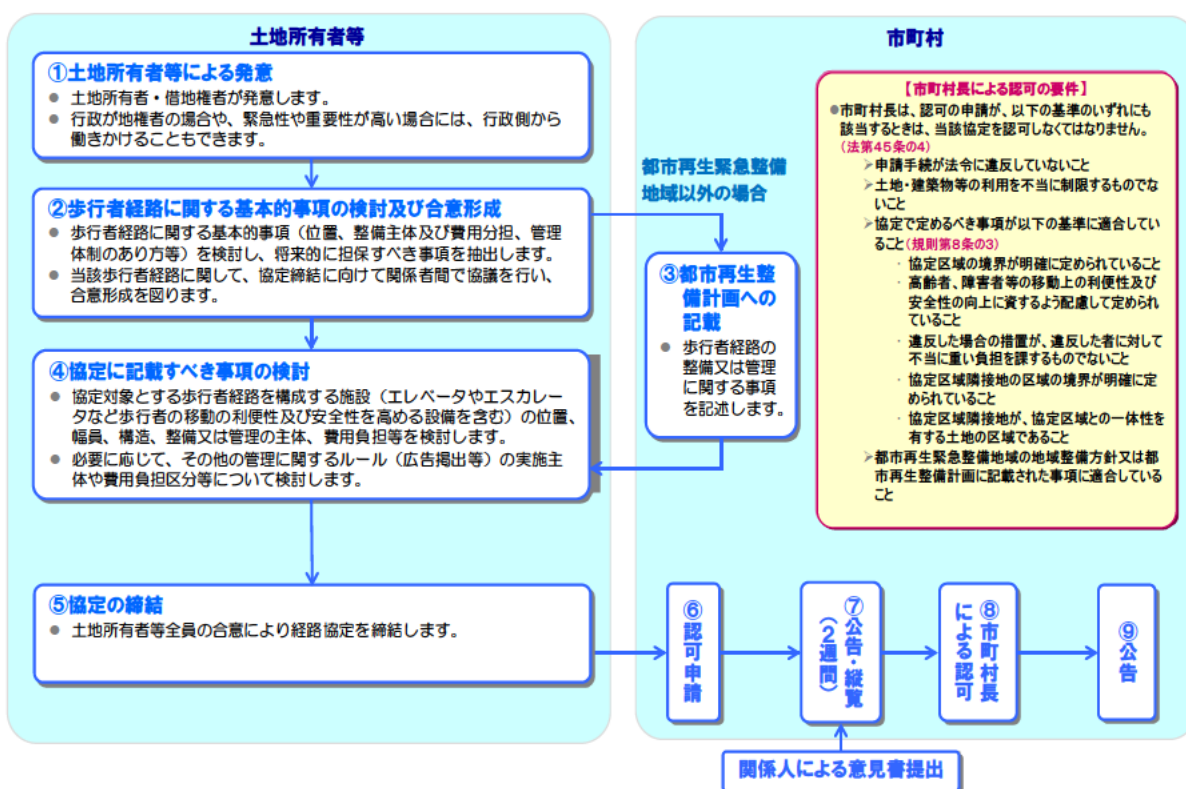 土地所有者等
①土地所有者等による発意
● 土地所有者・借地権者が発意します。
● 行政が地権者の場合や、緊急性や重要性が高い場合には、行政側から
働きかけることもできます。
②歩行者経路に関する基本的事項の検討及び合意形成
● 歩行者経路に関する基本的事項（位置、整備主体及び費用分担、管理
体制のあり方等）を検討し、将来的に担保すべき事項を抽出します。
● 当該歩行者経路に関して、協定締結に向けて関係者間で協議を行い、
合意形成を図ります。
都市再生緊急整備
地域以外の場合
③都市再生整
備計画への
記載
● 歩行者経路の
整備又は管理
に関する事項
を記述します。
④協定に記載すべき事項の検討
● 協定対象とする歩行者経路を構成する施設（エレベータやエスカレー
タなど歩行者の移動の利便性及び安全性を高める設備を含む）の位置、
幅員、構造、整備又は管理の主体、費用負担等を検討します。
● 必要に応じて、その他の管理に関するルール（広告掲出等）の実施主
体や費用負担区分等について検討します。
⑤協定の締結
● 土地所有者等全員の合意により経路協定を締結します。
市町村
【市町村長による認可の要件】
●市町村長は、認可の申請が、以下の基準のいずれにも
該当するときは、当該協定を認可しなくてはなりません。
（法第45条の4）
➢申請手続が法令に違反していないこと
➢土地・建築物等の利用を不当に制限するものでな
いこと
➢協定で定めるべき事項が以下の基準に適合してい
ること（規則第8条の3）
・ 協定区域の境界が明確に定められていること
・ 高齢者、障害者等の移動上の利便性及び
安全性の向上に資するよう配慮して定められ
ていること
・ 違反した場合の措置が、違反した者に対して
不当に重い負担を課するものでないこと
・ 協定区域隣接地の区域の境界が明確に定
められていること
・ 協定区域隣接地が、協定区域との一体性を
有する土地の区域であること
➢都市再生緊急整備地域の地域整備方針又は都
市再生整備計画に記載された事項に適合している
こと
⑥認可申請
⑦公告・縦覧
（2週間）
⑧市町村長
による認可
⑨公告
関係人による意見書提出